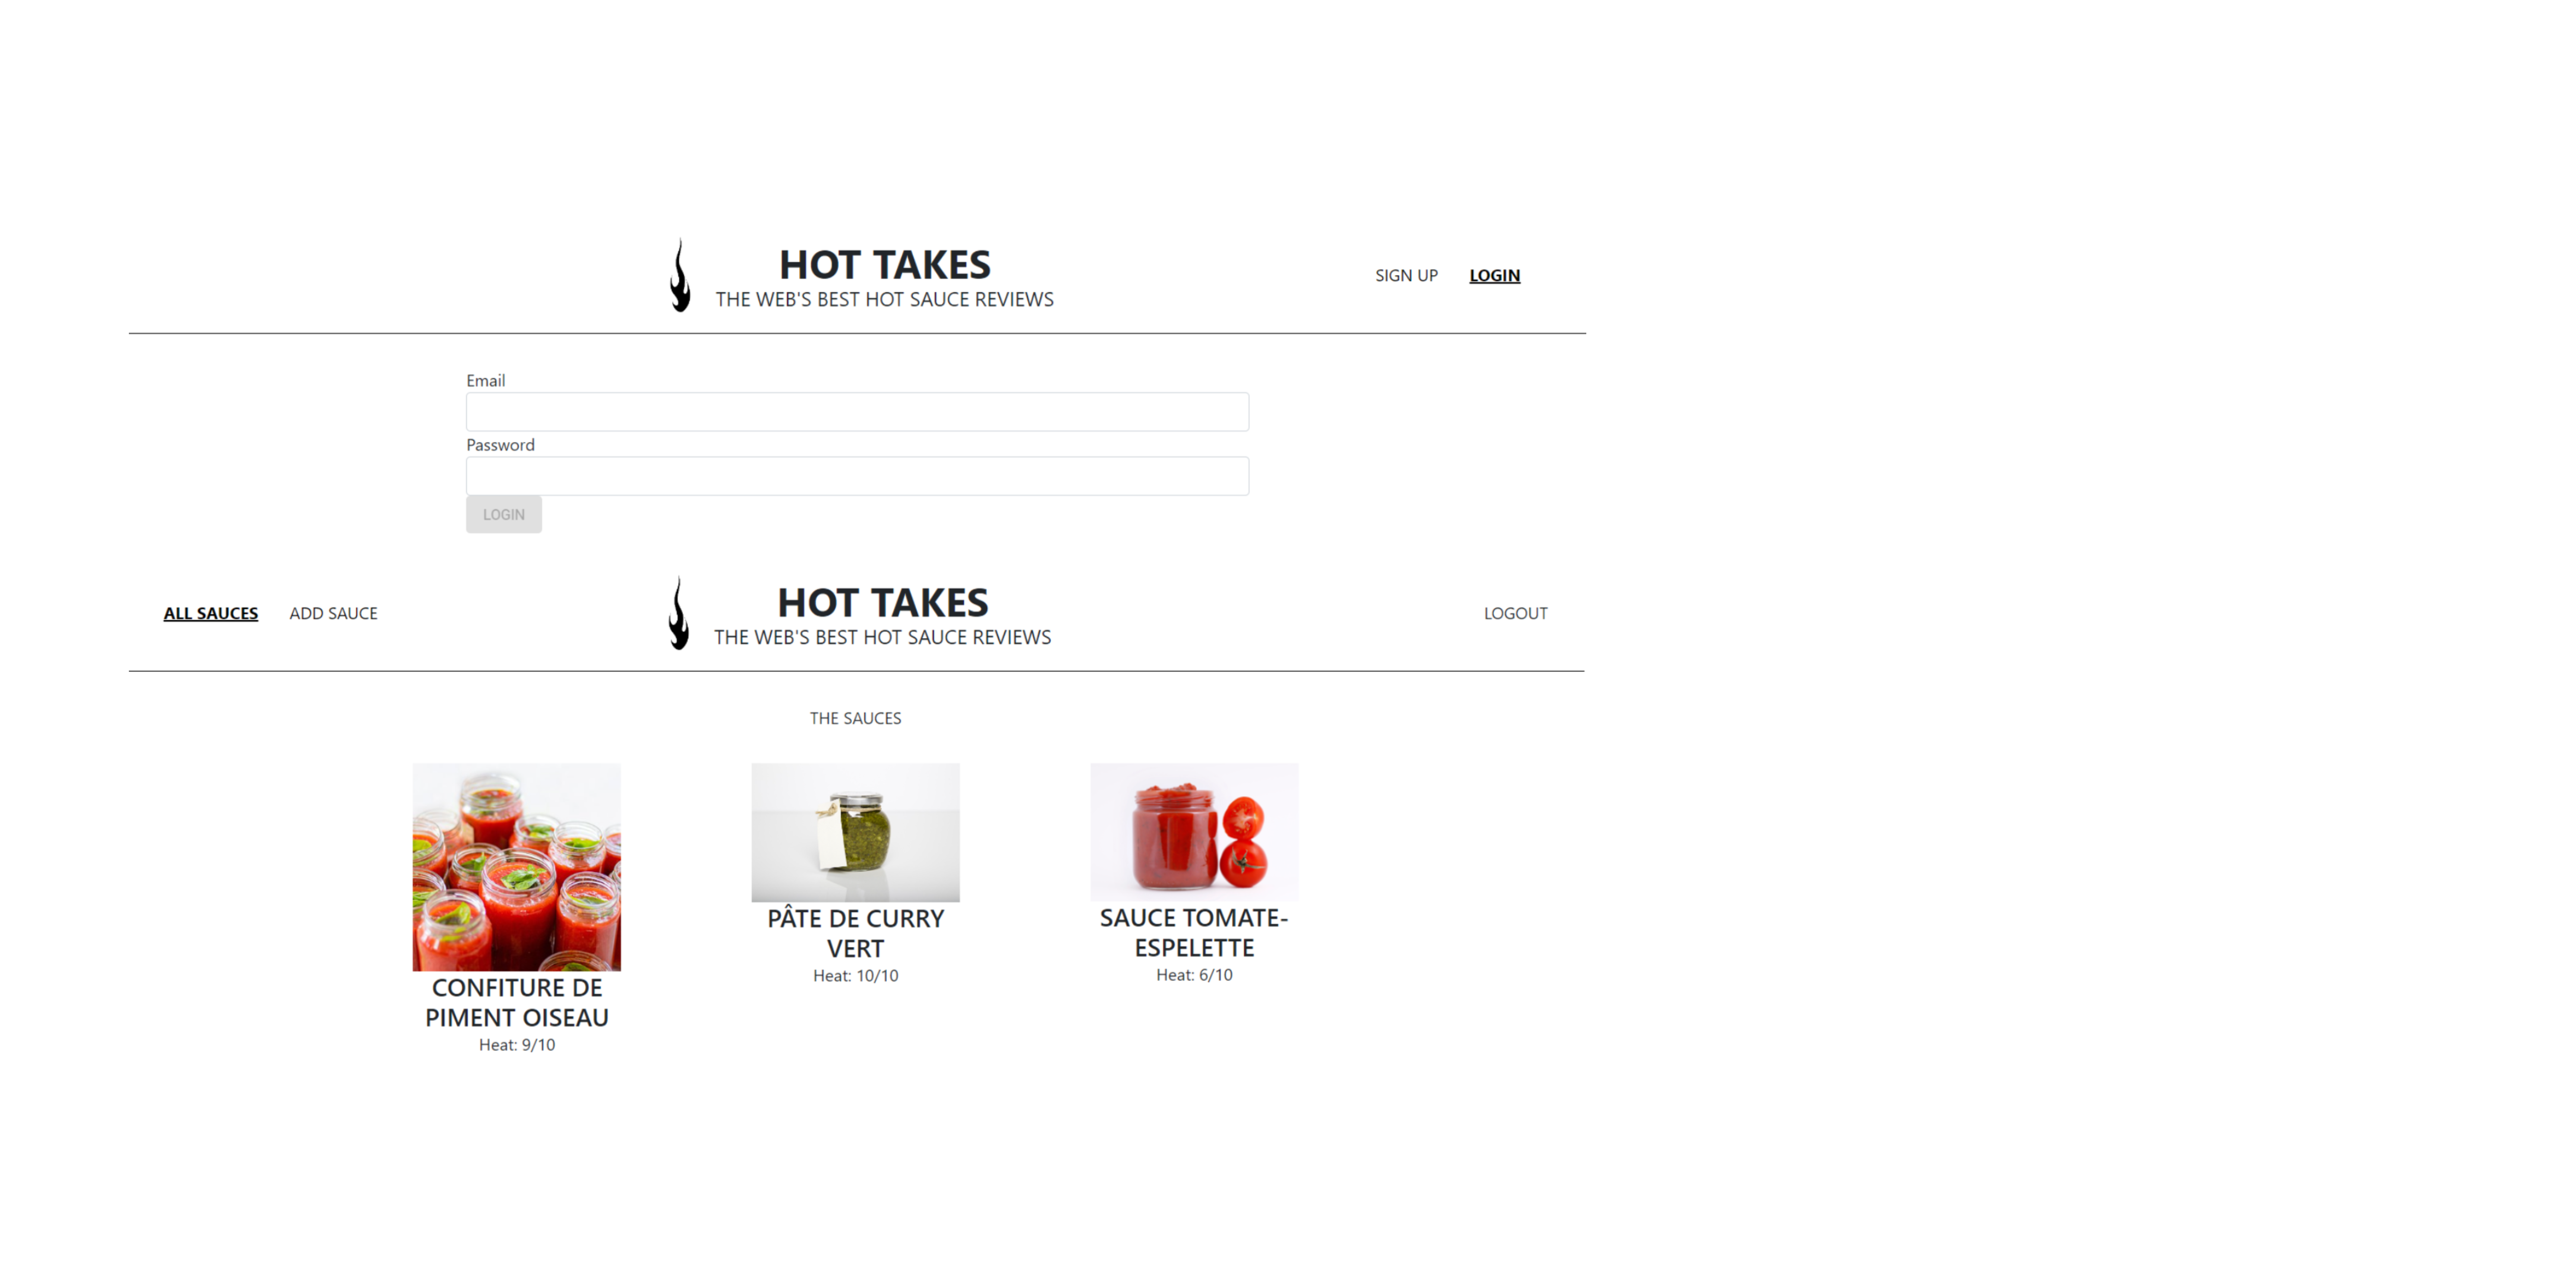 HOT TAKES
THE WEB'S BEST HOT SAUCE REVIEWS
SIGN UP LOGIN
Email
Password
LOGIN
ALL SAUCES ADD SAUCE
HOT TAKES
THE WEB'S BEST HOT SAUCE REVIEWS
LOGOUT
THE SAUCES
CONFITURE DE
PIMENT OISEAU
Heat: 9/10
PÂTE DE CURRY
VERT
Heat: 10/10
SAUCE TOMATE-
ESPELETTE
Heat: 6/10